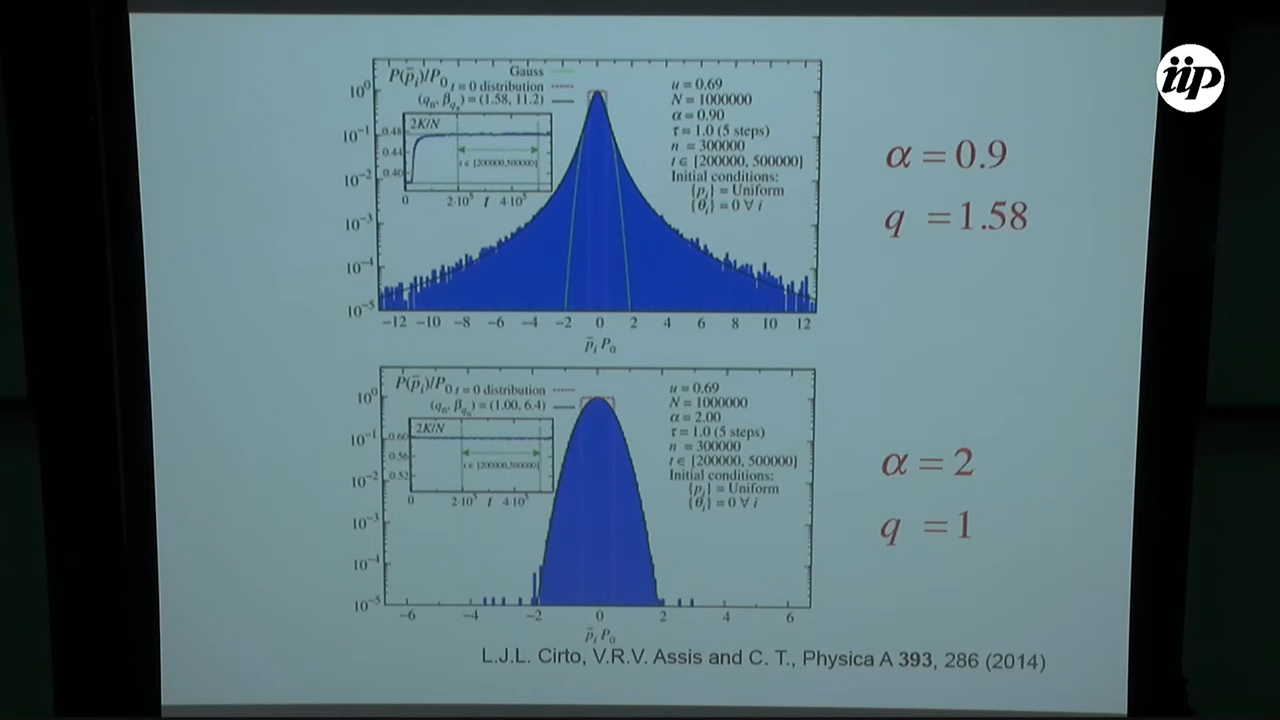 iip
P(p̄ᵢ)/P₀
Gauss
t = 0 distribution
(qₙ, β_qₙ) = (1.58, 11.2)
u = 0.69
N = 1000000
α = 0.90
τ = 1.0 (5 steps)
n = 300000
t ∈ [200000, 500000]
Initial conditions:
{pᵢ} = Uniform
{θᵢ} = 0 ∀ i
2K/N
0.48
0.44
0.40
t ∈ [200000,500000]
0 2·10⁵ t 4·10⁵
10⁰
10⁻¹
10⁻²
10⁻³
10⁻⁴
10⁻⁵
−12 −10 −8 −6 −4 −2 0 2 4 6 8 10 12
p̄ᵢ P₀
α = 0.9
q = 1.58
P(p̄ᵢ)/P₀
t = 0 distribution
(qₙ, β_qₙ) = (1.00, 6.4)
u = 0.69
N = 1000000
α = 2.00
τ = 1.0 (5 steps)
n = 300000
t ∈ [200000, 500000]
Initial conditions:
{pᵢ} = Uniform
{θᵢ} = 0 ∀ i
2K/N
0.60
0.56
0.52
t ∈ [200000,500000]
0 2·10⁵ t 4·10⁵
10⁰
10⁻¹
10⁻²
10⁻³
10⁻⁴
10⁻⁵
−6 −4 −2 0 2 4 6
p̄ᵢ P₀
α = 2
q = 1
L.J.L. Cirto, V.R.V. Assis and C. T., Physica A 393, 286 (2014)